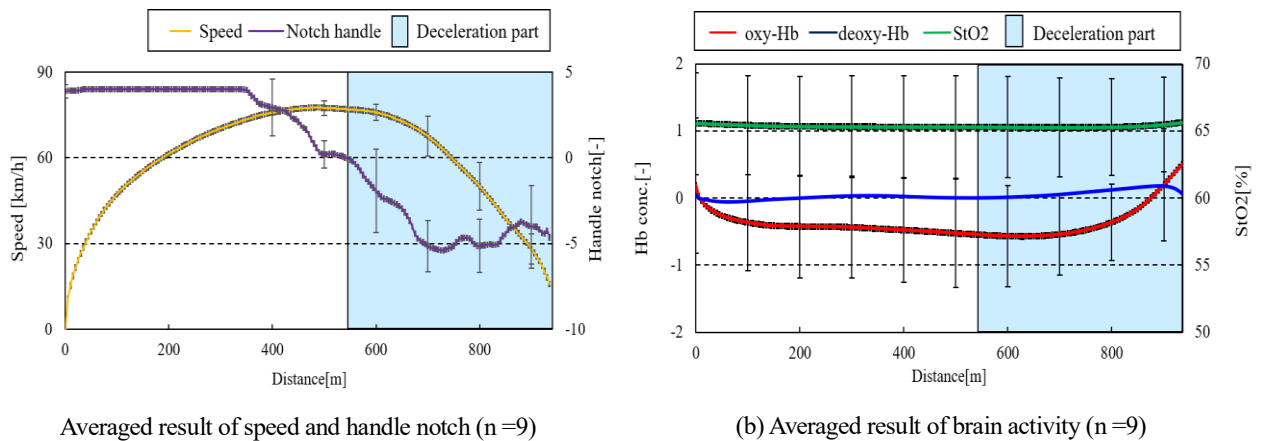 Speed Notch handle Deceleration part
90
60
30
0
Speed [km/h]
5
0
-5
-10
Handle notch[-]
0 200 400 600 800
Distance[m]
Averaged result of speed and handle notch (n =9)
oxy-Hb deoxy-Hb StO2 Deceleration part
2
1
0
-1
-2
Hb conc.[-]
70
65
60
55
50
StO2[%]
0 200 400 600 800
Distance[m]
(b) Averaged result of brain activity (n =9)